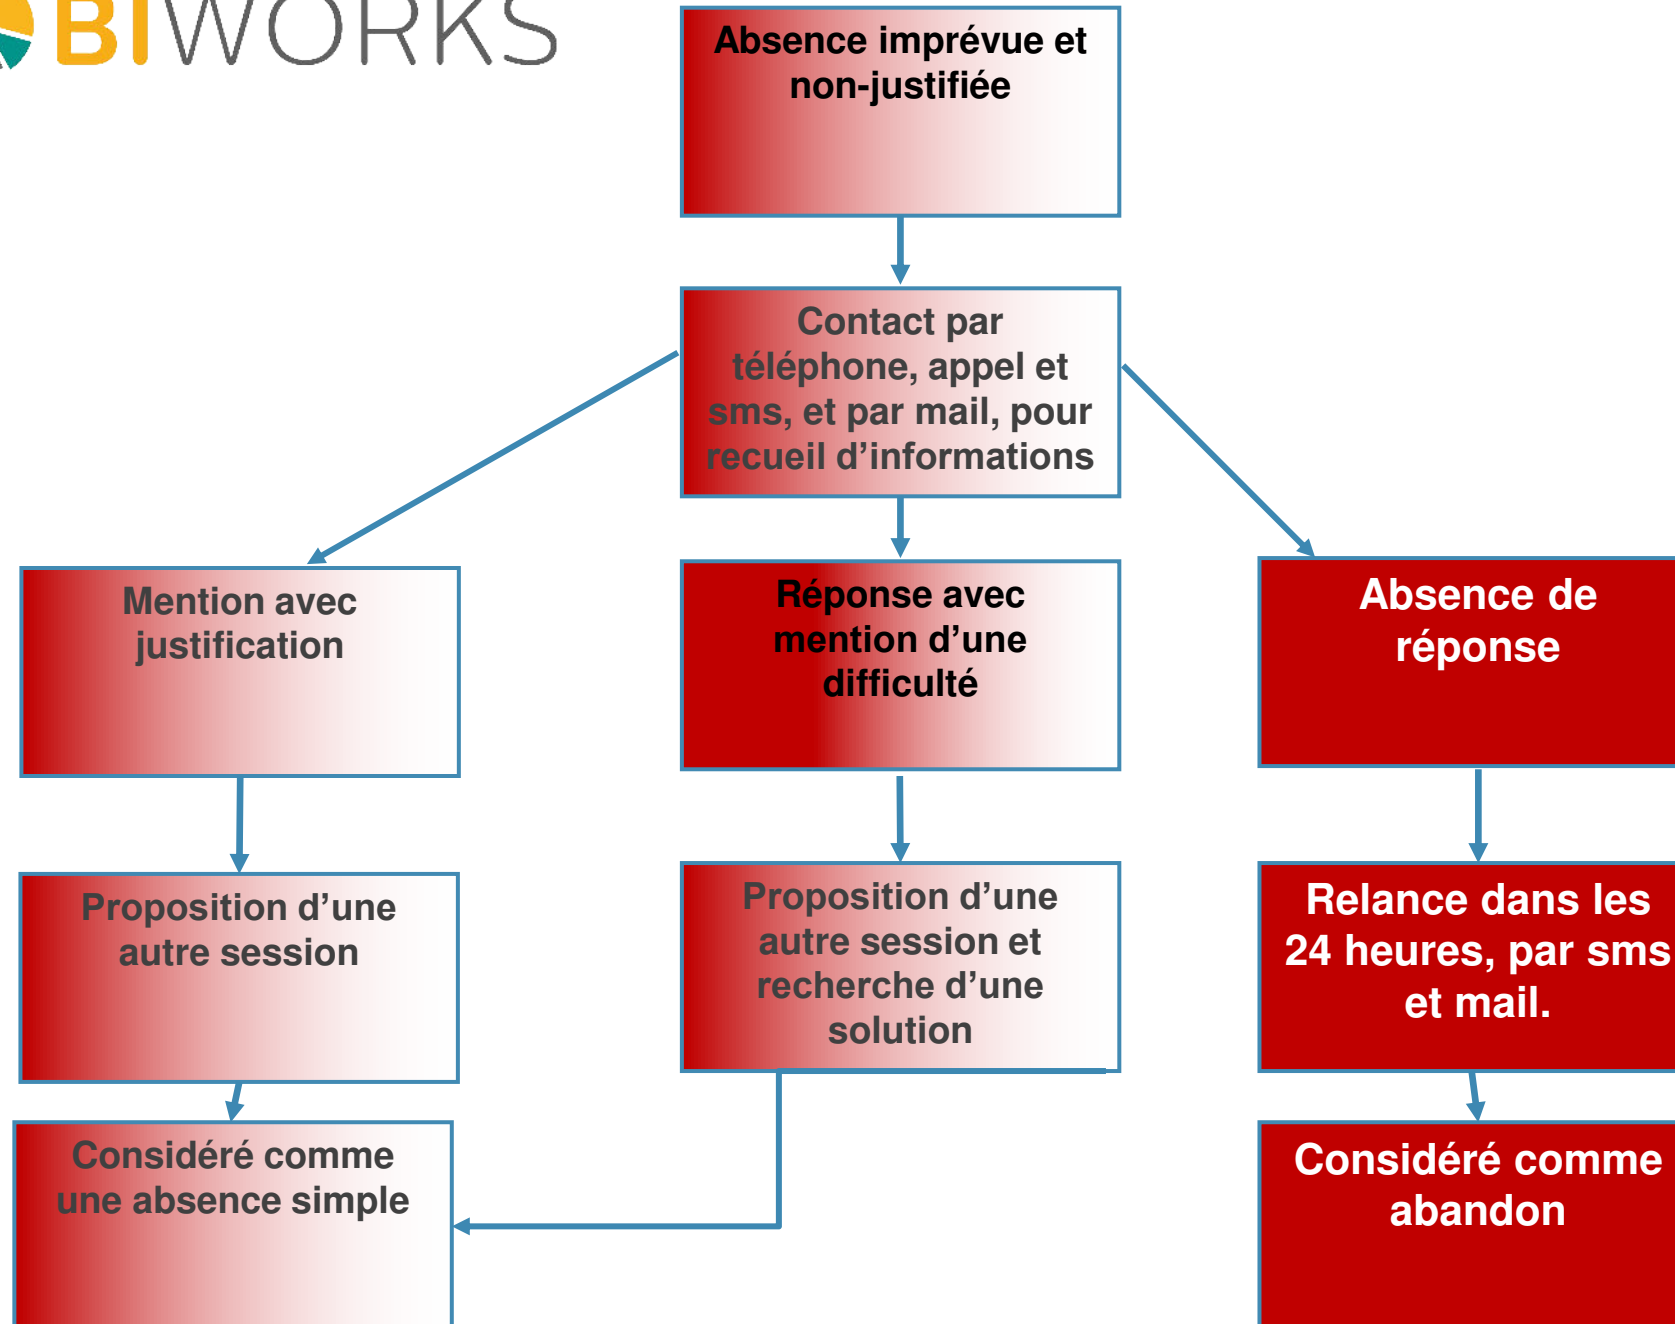 BIWORKS
Absence imprévue et
non-justifiée
Contact par
téléphone, appel et
sms, et par mail, pour
recueil d’informations
Mention avec
justification
Réponse avec
mention d’une
difficulté
Absence de
réponse
Proposition d’une
autre session
Proposition d’une
autre session et
recherche d’une
solution
Relance dans les
24 heures, par sms
et mail.
Considéré comme
une absence simple
Considéré comme
abandon